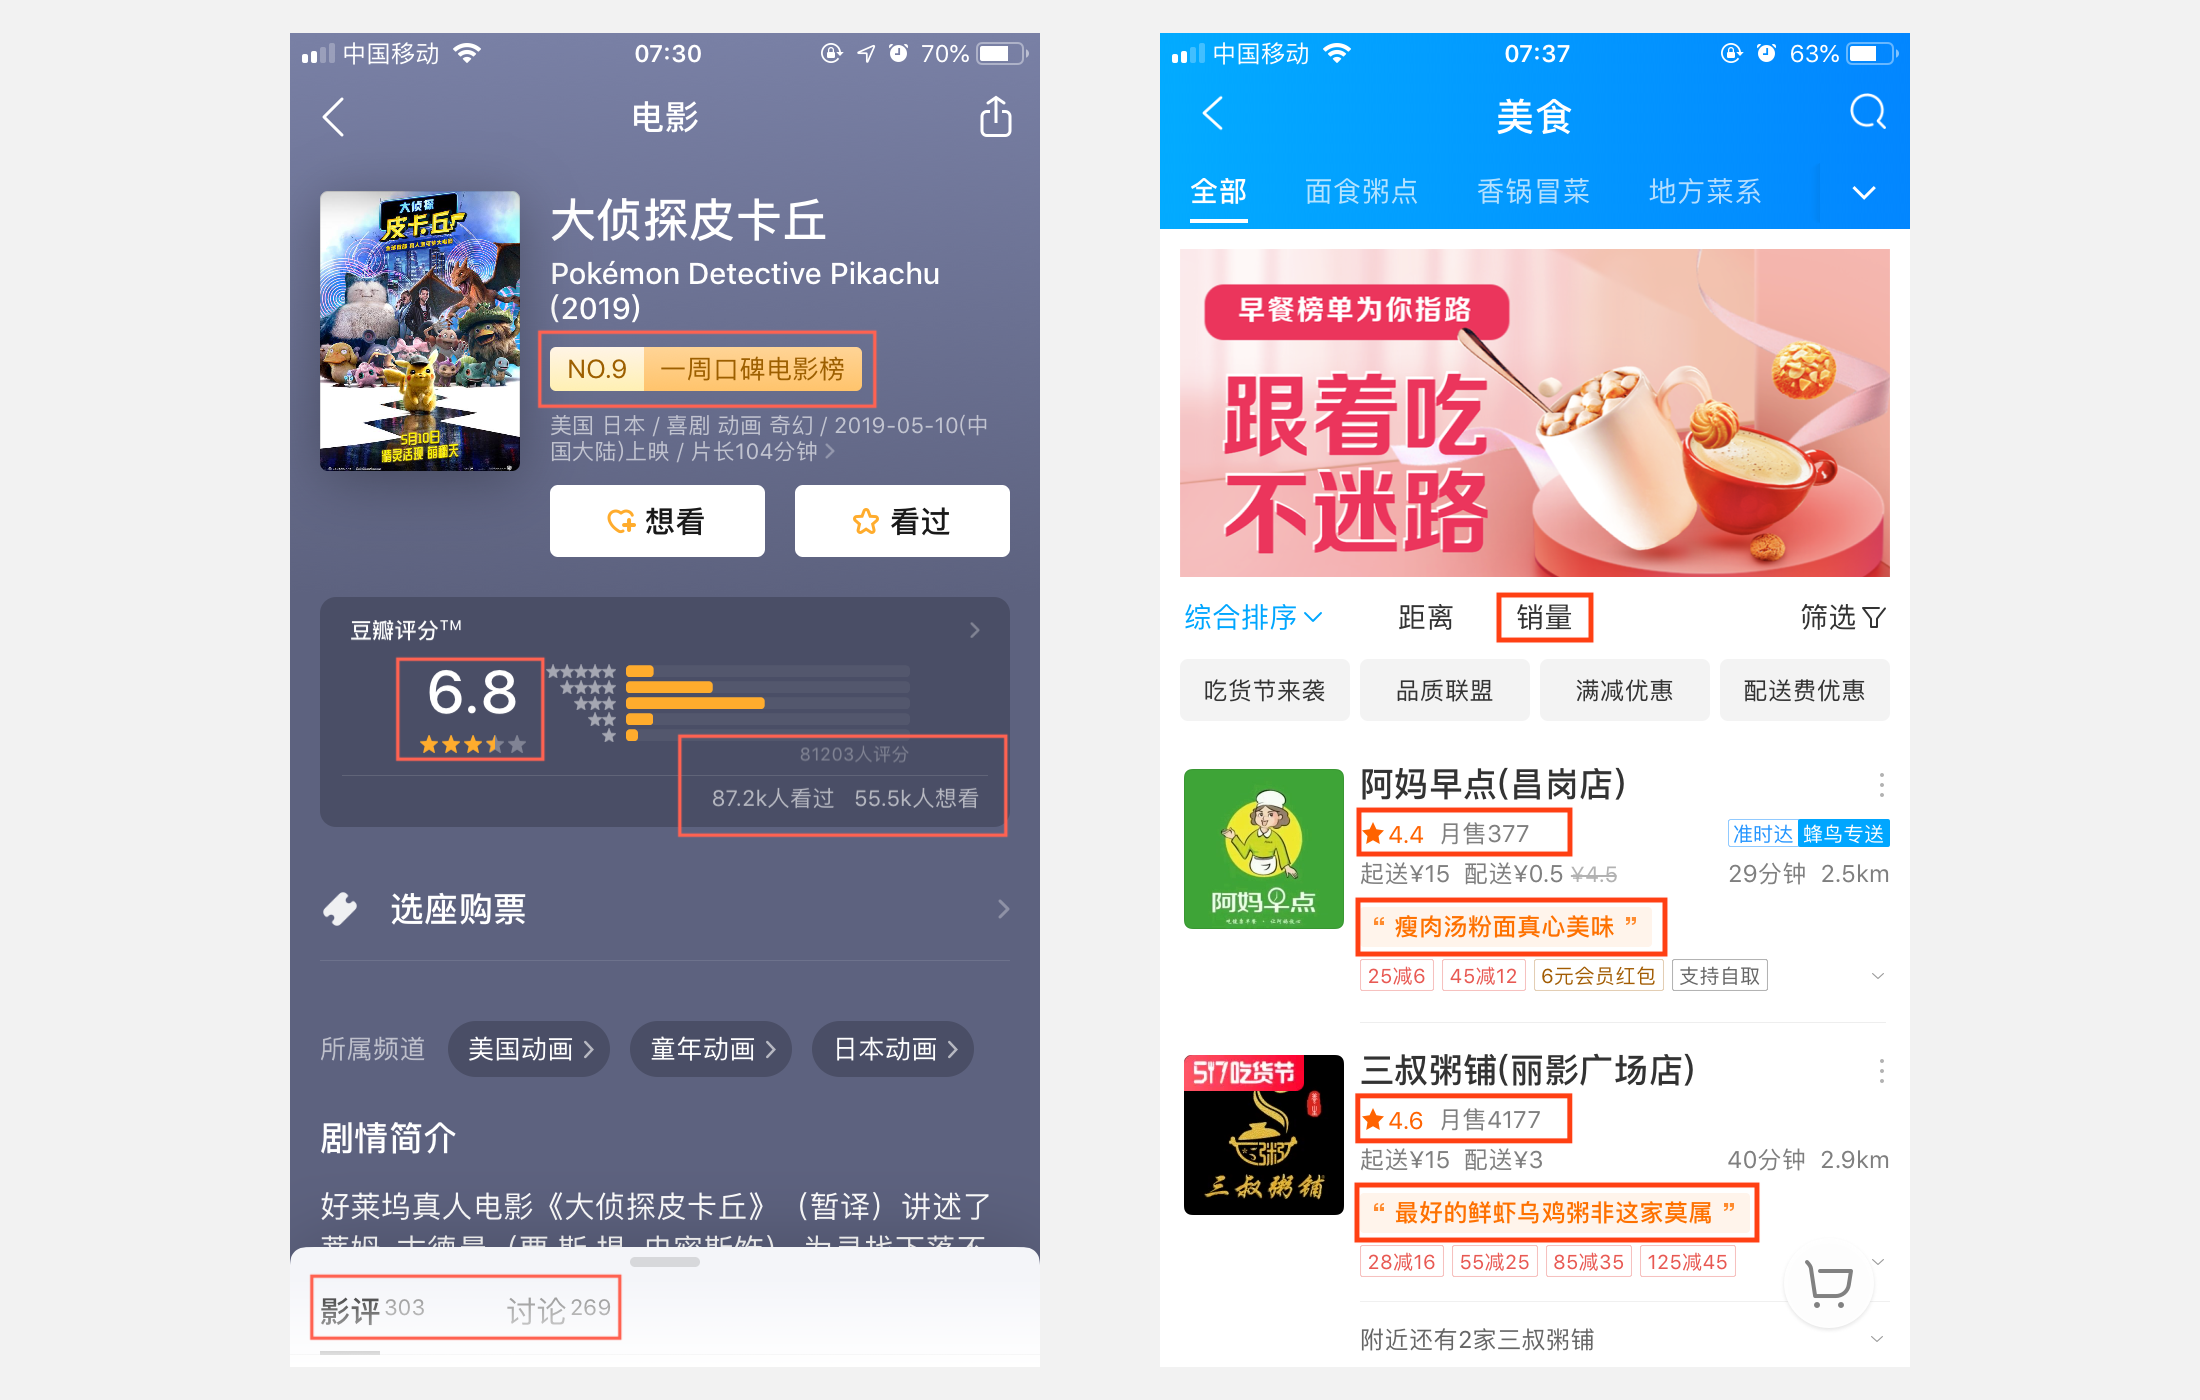 中国移动
07:30
70%
电影
大侦探
皮卡丘
5月10日
大侦探皮卡丘
Pokémon Detective Pikachu
(2019)
NO.9 一周口碑电影榜
美国 日本 / 喜剧 动画 奇幻 / 2019-05-10(中
国大陆)上映 / 片长104分钟
想看
看过
豆瓣评分TM
6.8
81203人评分
87.2k人看过 55.5k人想看
选座购票
所属频道
美国动画
童年动画
日本动画
剧情简介
好莱坞真人电影《大侦探皮卡丘》（暂译）讲述了
影评 303
讨论 269
中国移动
07:37
63%
美食
全部
面食粥点
香锅冒菜
地方菜系
早餐榜单为你指路
跟着吃
不迷路
综合排序
距离
销量
筛选
吃货节来袭
品质联盟
满减优惠
配送费优惠
阿妈早点
阿妈早点(昌岗店)
4.4 月售377
准时达 蜂鸟专送
起送¥15 配送¥0.5 ¥4.5
29分钟 2.5km
“ 瘦肉汤粉面真心美味 ”
25减6
45减12
6元会员红包
支持自取
517吃货节
粥
三叔粥铺
三叔粥铺(丽影广场店)
4.6 月售4177
起送¥15 配送¥3
40分钟 2.9km
“ 最好的鲜虾乌鸡粥非这家莫属 ”
28减16
55减25
85减35
125减45
附近还有2家三叔粥铺